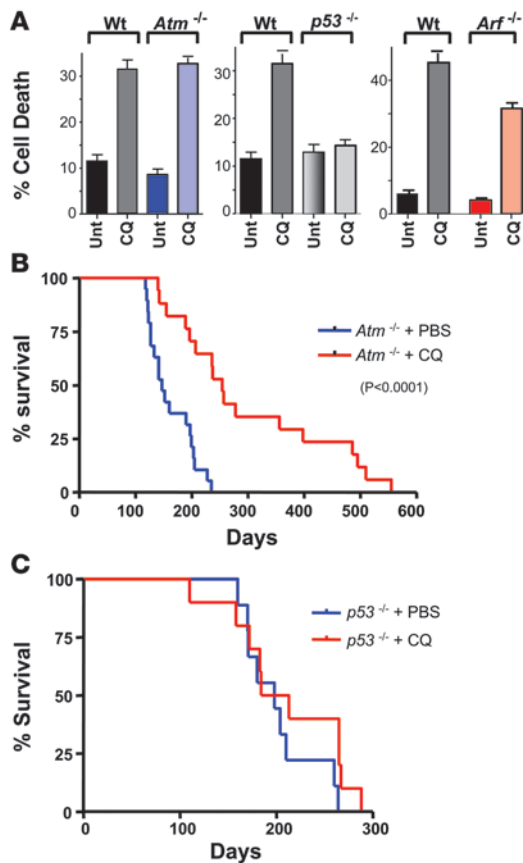 A
Wt Atm -/- Wt p53 -/- Wt Arf -/-
% Cell Death
30
20
10
0
30
20
10
0
40
20
0
Unt CQ Unt CQ Unt CQ Unt CQ Unt CQ Unt CQ
B
% survival
100
75
50
25
0
Atm -/- + PBS
Atm -/- + CQ
(P<0.0001)
0 100 200 300 400 500 600
Days
C
% Survival
100
75
50
25
0
p53 -/- + PBS
p53 -/- + CQ
0 100 200 300
Days